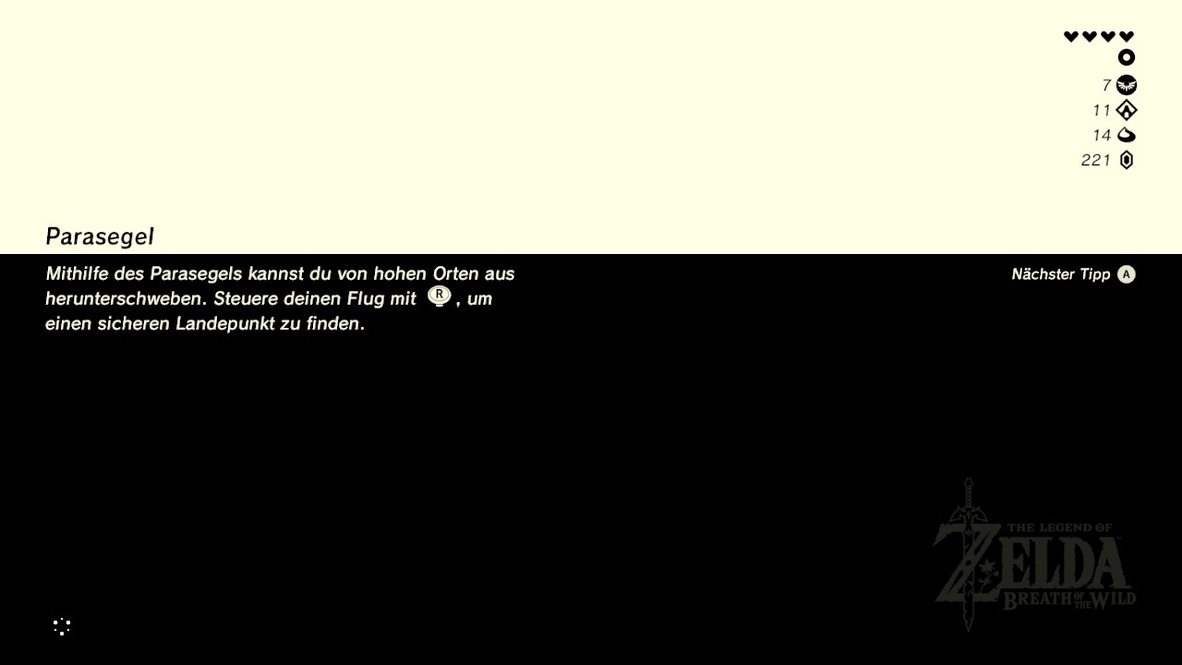 7
11
14
221
Parasegel
Mithilfe des Parasegels kannst du von hohen Orten aus
herunterschweben. Steuere deinen Flug mit R, um
einen sicheren Landepunkt zu finden.
Nächster Tipp A
THE LEGEND OF
ZELDA
BREATH OF THE WILD